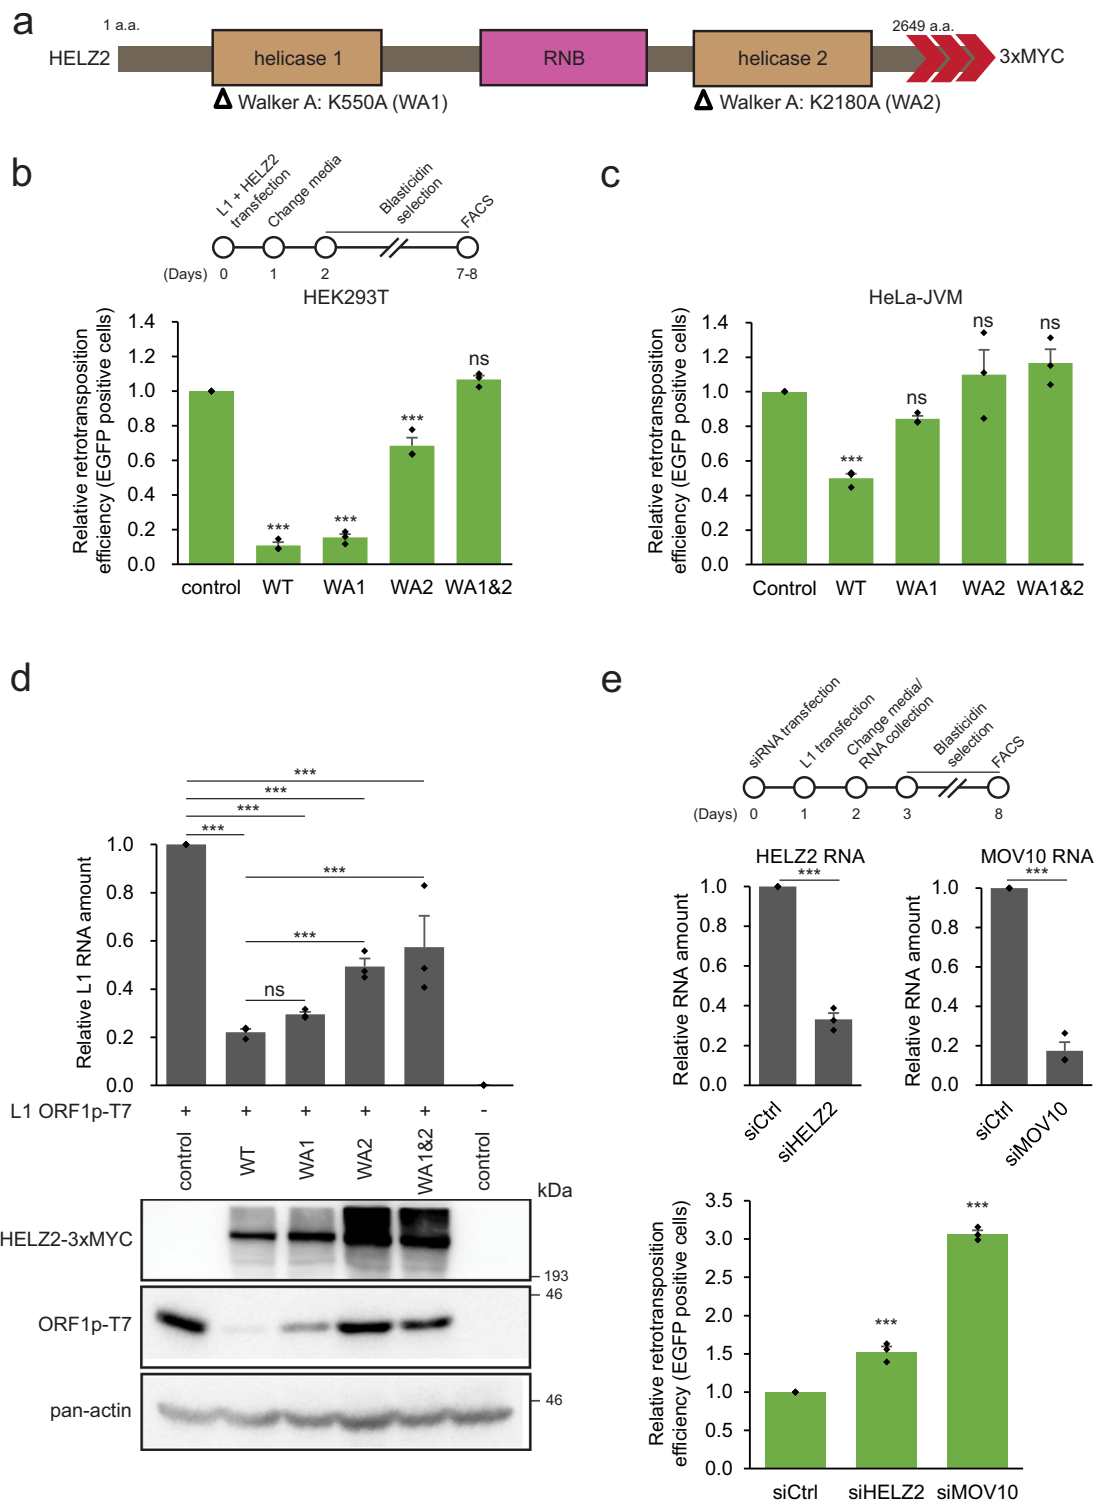 a
1 a.a.
2649 a.a.
HELZ2
helicase 1
RNB
helicase 2
3xMYC
Walker A: K550A (WA1)
Walker A: K2180A (WA2)
b
L1 + HELZ2
transfection
Change media
Blasticidin
selection
FACS
(Days) 0 1 2 7-8
HEK293T
Relative retrotransposition
efficiency (EGFP positive cells)
1.4
1.2
1.0
0.8
0.6
0.4
0.2
0.0
***
***
***
ns
control WT WA1 WA2 WA1&2
c
HeLa-JVM
Relative retrotransposition
efficiency (EGFP positive cells)
1.4
1.2
1.0
0.8
0.6
0.4
0.2
0.0
***
ns
ns
ns
Control WT WA1 WA2 WA1&2
d
Relative L1 RNA amount
1.0
0.8
0.6
0.4
0.2
0.0
***
***
***
***
***
***
ns
L1 ORF1p-T7 + + + + + -
control WT WA1 WA2 WA1&2 control
kDa
HELZ2-3xMYC
193
46
ORF1p-T7
46
pan-actin
e
siRNA transfection
L1 transfection
Change media/
RNA collection
Blasticidin
selection
FACS
(Days) 0 1 2 3 8
HELZ2 RNA
***
Relative RNA amount
1.0
0.8
0.6
0.4
0.2
0.0
siCtrl
siHELZ2
MOV10 RNA
***
Relative RNA amount
1.0
0.8
0.6
0.4
0.2
0.0
siCtrl
siMOV10
Relative retrotransposition
efficiency (EGFP positive cells)
3.5
3.0
2.5
2.0
1.5
1.0
0.5
0.0
***
***
siCtrl siHELZ2 siMOV10